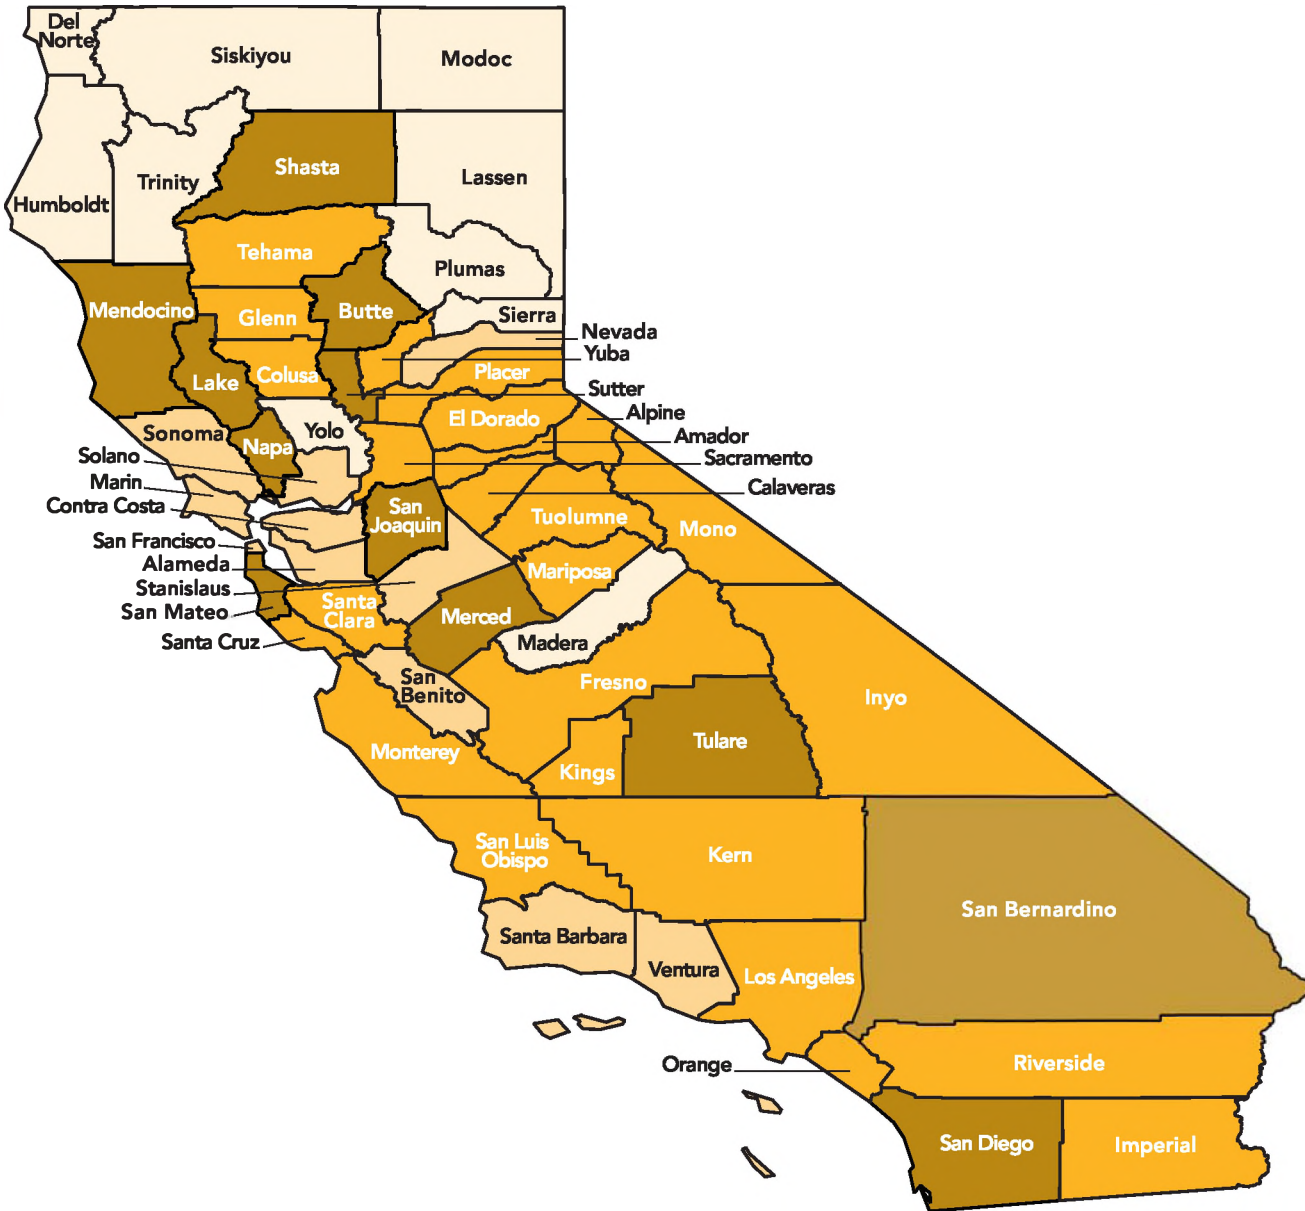 Del
Norte
Siskiyou
Modoc
Shasta
Trinity
Lassen
Humboldt
Tehama
Plumas
Mendocino
Glenn
Butte
Sierra
Nevada
Yuba
Placer
Lake
Colusa
Sutter
Alpine
El Dorado
Amador
Sonoma
Yolo
Napa
Solano
Sacramento
Marin
Calaveras
Contra Costa
San
Joaquin
Tuolumne
Mono
San Francisco
Alameda
Mariposa
Stanislaus
San Mateo
Santa
Clara
Merced
Santa Cruz
Madera
San
Benito
Fresno
Inyo
Monterey
Tulare
Kings
San Luis
Obispo
Kern
San Bernardino
Santa Barbara
Ventura
Los Angeles
Orange
Riverside
San Diego
Imperial